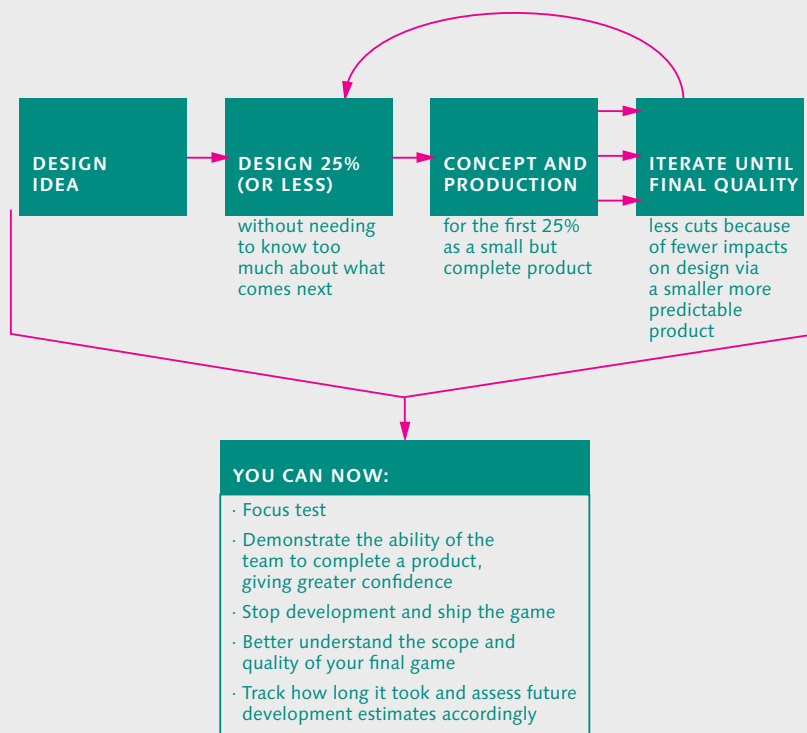 DESIGN
IDEA
DESIGN 25%
(OR LESS)
without needing
to know too
much about what
comes next
CONCEPT AND
PRODUCTION
for the first 25%
as a small but
complete product
ITERATE UNTIL
FINAL QUALITY
less cuts because
of fewer impacts
on design via
a smaller more
predictable
product
YOU CAN NOW:
· Focus test
· Demonstrate the ability of the
team to complete a product,
giving greater confidence
· Stop development and ship the game
· Better understand the scope and
quality of your final game
· Track how long it took and assess future
development estimates accordingly